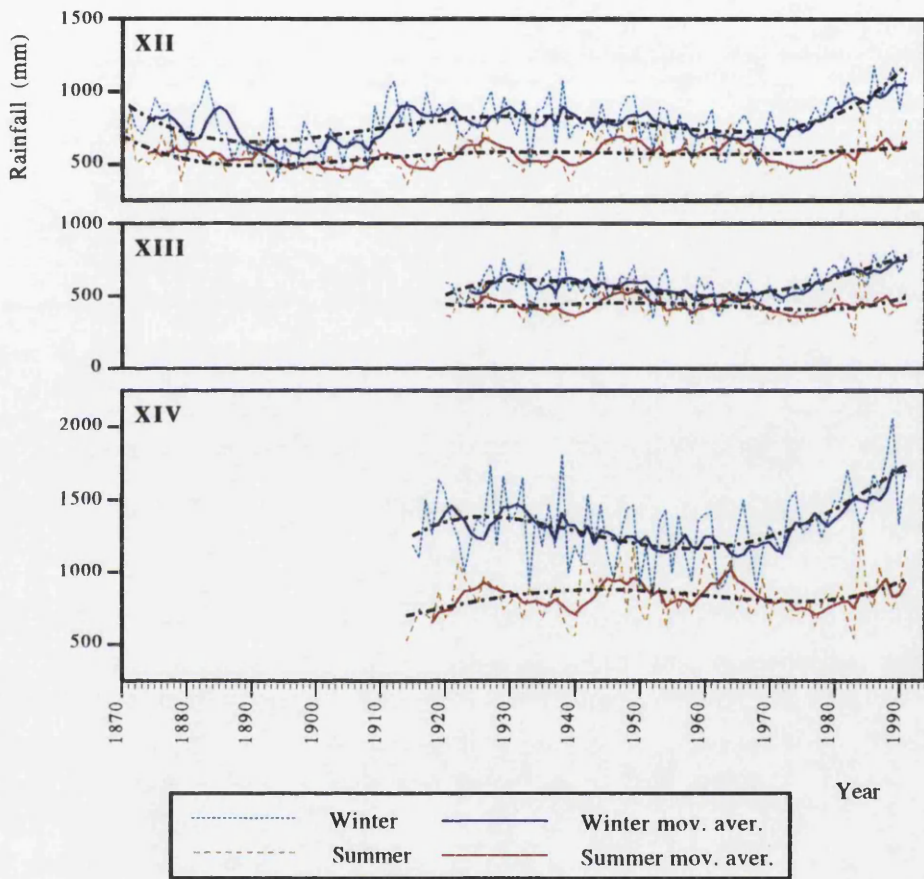 Rainfall (mm)
1500
XII
1000
500
1000
XIII
500
0
XIV
2000
1500
1000
500
1870
1880
1890
1900
1910
1920
1930
1940
1950
1960
1970
1980
1990
Year
Winter
Winter mov. aver.
Summer
Summer mov. aver.